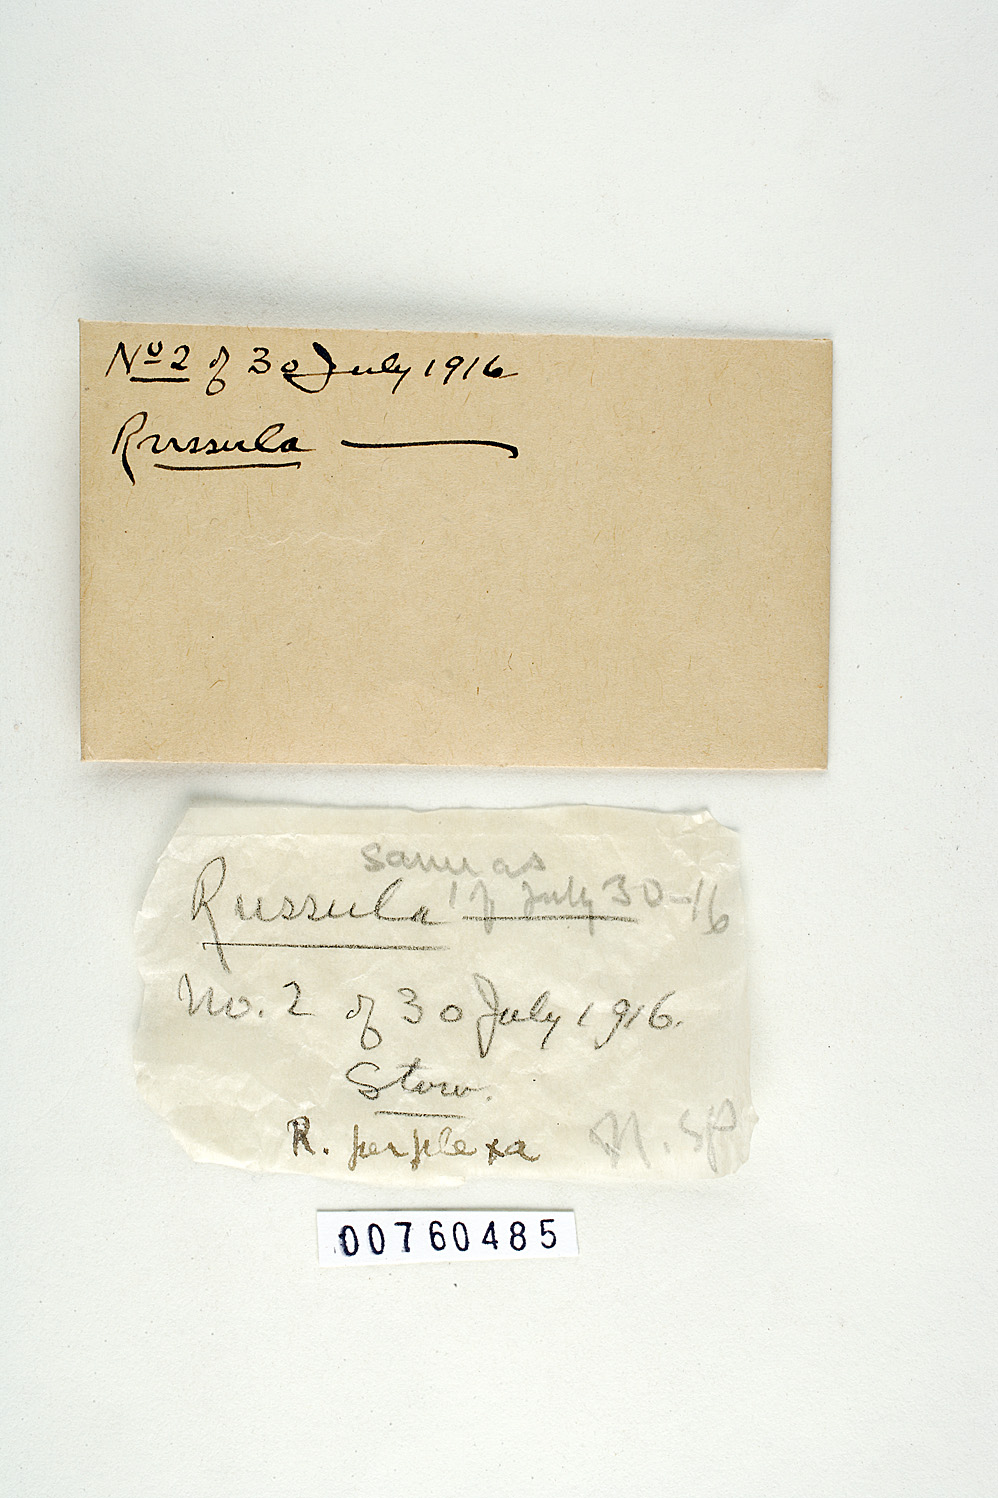 Nº 2 of 30 July 1916
Russula ———
same as
Russula 1 of July 30-16
No. 2 of 30 July 1916.
Stow.
R. perplexa N. sp
00760485